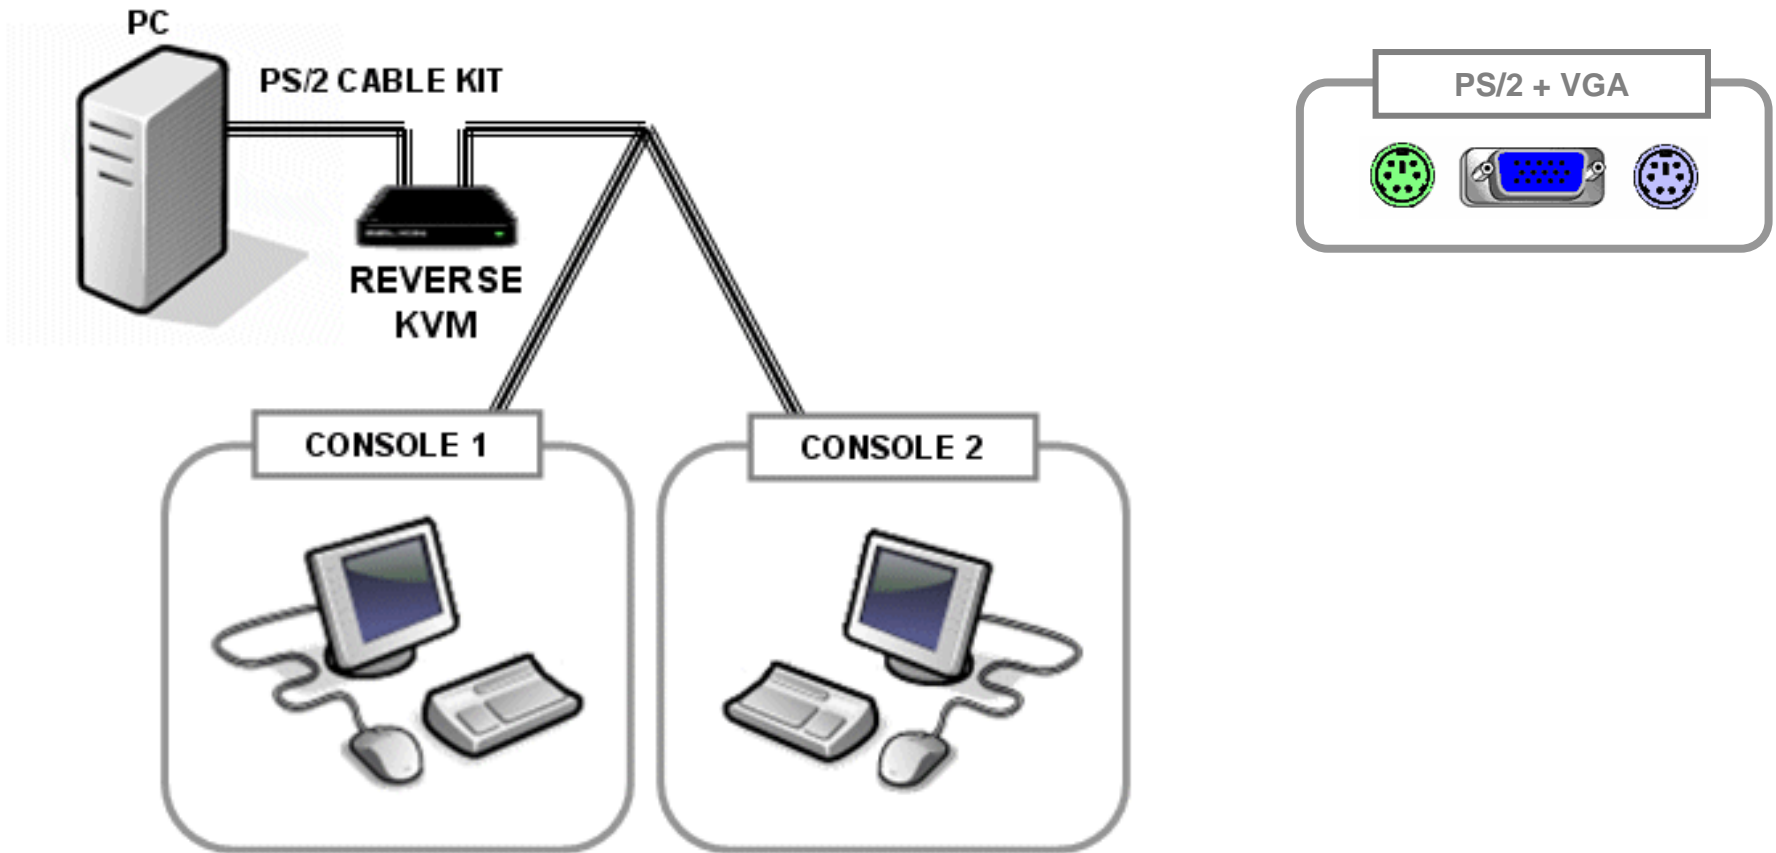 PC
PS/2 CABLE KIT
PS/2 + VGA
REVERSE
KVM
CONSOLE 1
CONSOLE 2